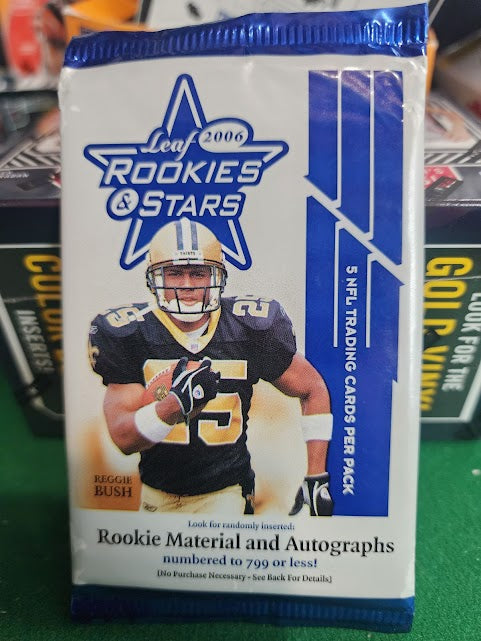 Leaf 2006
ROOKIES
& STARS
5 NFL TRADING CARDS PER PACK
SAINTS
25
25
REGGIE
BUSH
Look for randomly inserted:
Rookie Material and Autographs
numbered to 799 or less!
[No Purchase Necessary - See Back For Details]
INSERTS
LOOK FOR THE
GOLD VINYL